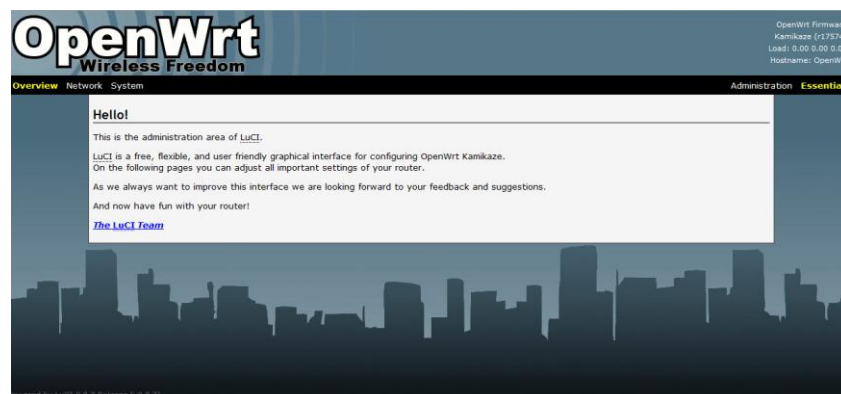 OpenWrt
Wireless Freedom
OpenWrt Firmwar
Kamikaze (r17574
Load: 0.00 0.00 0.0
Hostname: OpenW
Overview Network System
Administration Essentia
Hello!
This is the administration area of LuCI.
LuCI is a free, flexible, and user friendly graphical interface for configuring OpenWrt Kamikaze.
On the following pages you can adjust all important settings of your router.
As we always want to improve this interface we are looking forward to your feedback and suggestions.
And now have fun with your router!
The LuCI Team